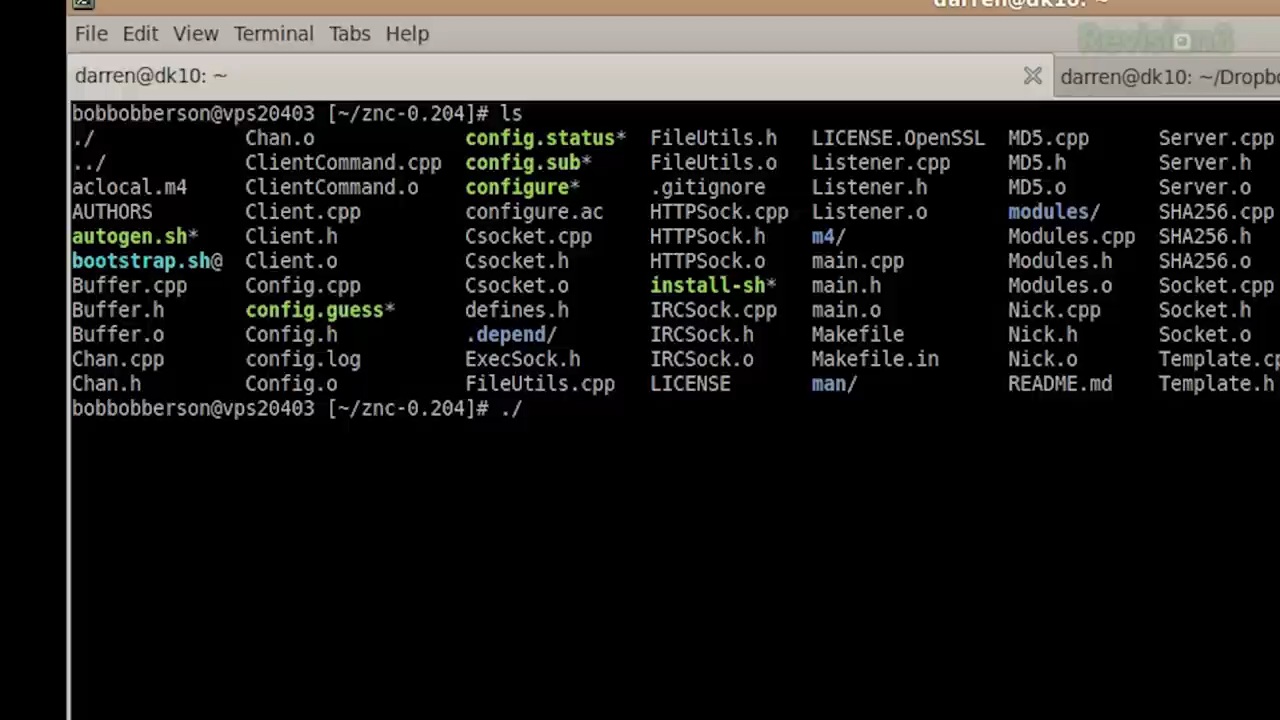 darren@dk10: ~
File Edit View Terminal Tabs Help
Revision3
darren@dk10: ~ darren@dk10: ~/Dropbo
bobbobberson@vps20403 [~/znc-0.204]# ls
./ Chan.o config.status* FileUtils.h LICENSE.OpenSSL MD5.cpp Server.cpp
../ ClientCommand.cpp config.sub* FileUtils.o Listener.cpp MD5.h Server.h
aclocal.m4 ClientCommand.o configure* .gitignore Listener.h MD5.o Server.o
AUTHORS Client.cpp configure.ac HTTPSock.cpp Listener.o modules/ SHA256.cpp
autogen.sh* Client.h Csocket.cpp HTTPSock.h m4/ Modules.cpp SHA256.h
bootstrap.sh@ Client.o Csocket.h HTTPSock.o main.cpp Modules.h SHA256.o
Buffer.cpp Config.cpp Csocket.o install-sh* main.h Modules.o Socket.cpp
Buffer.h config.guess* defines.h IRCSock.cpp main.o Nick.cpp Socket.h
Buffer.o Config.h .depend/ IRCSock.h Makefile Nick.h Socket.o
Chan.cpp config.log ExecSock.h IRCSock.o Makefile.in Nick.o Template.cp
Chan.h Config.o FileUtils.cpp LICENSE man/ README.md Template.h
bobbobberson@vps20403 [~/znc-0.204]# ./